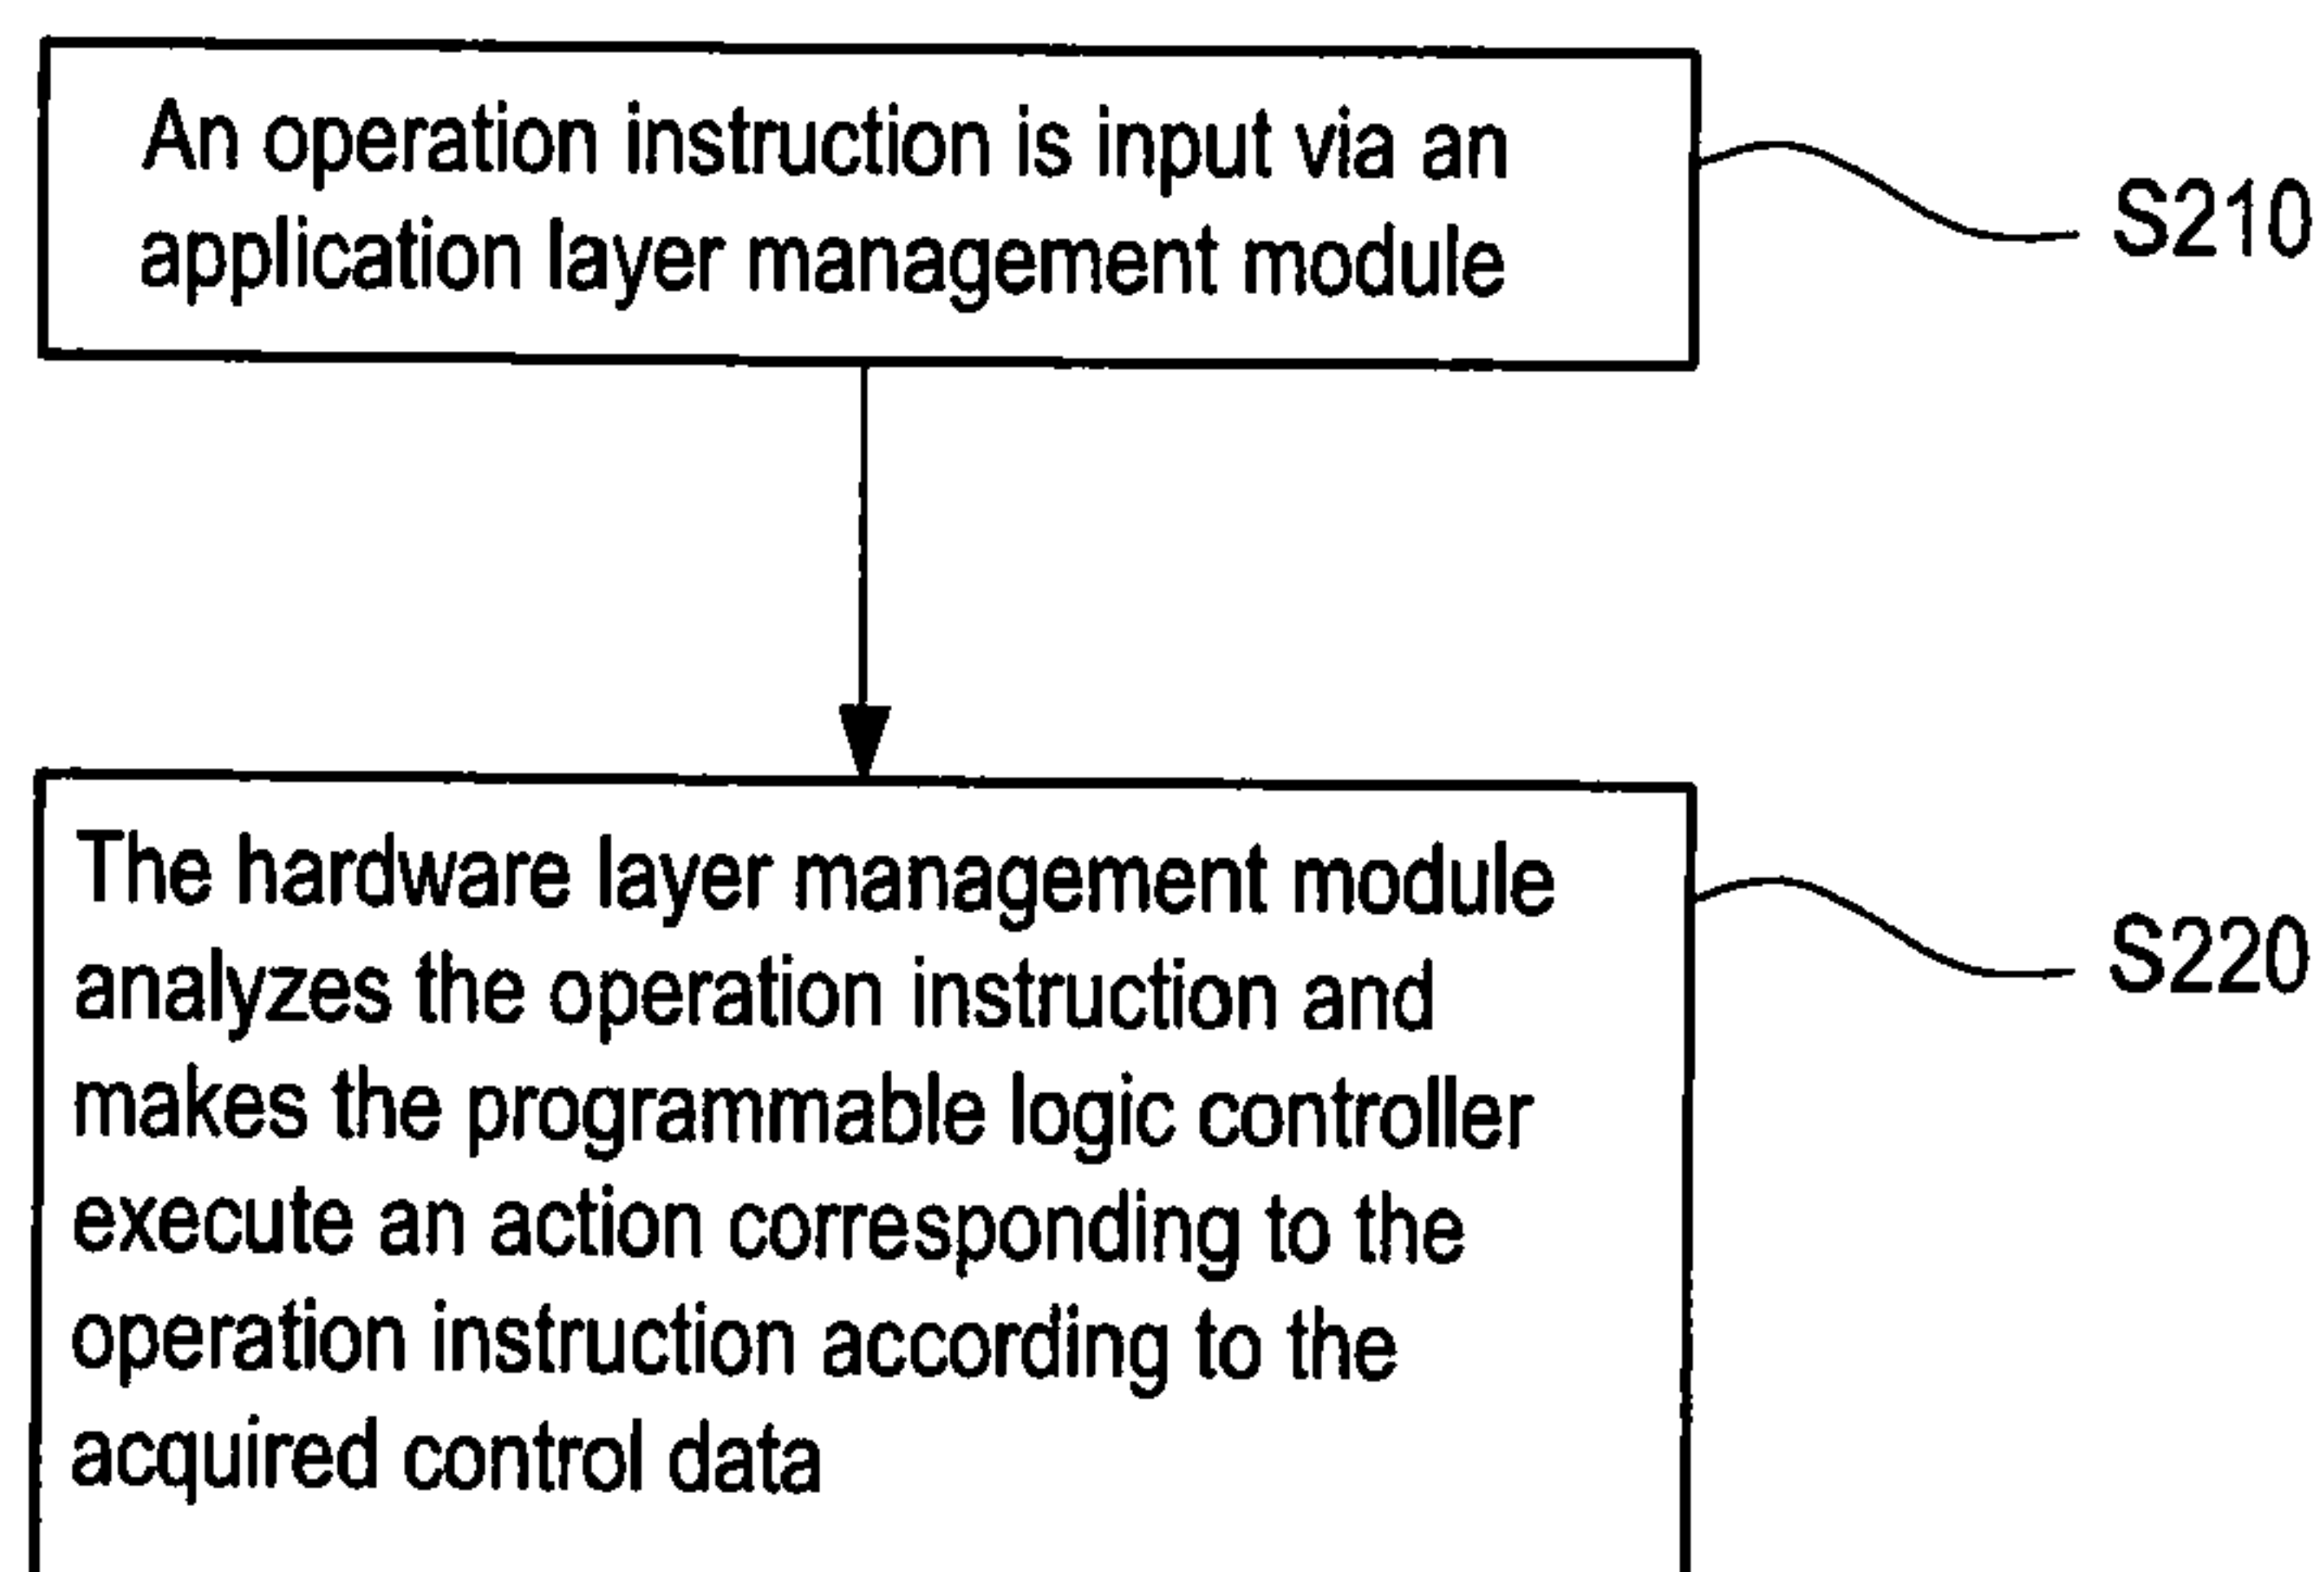 An operation instruction is input via an
application layer management module
S210
The hardware layer management module
analyzes the operation instruction and
makes the programmable logic controller
execute an action corresponding to the
operation instruction according to the
acquired control data
S220